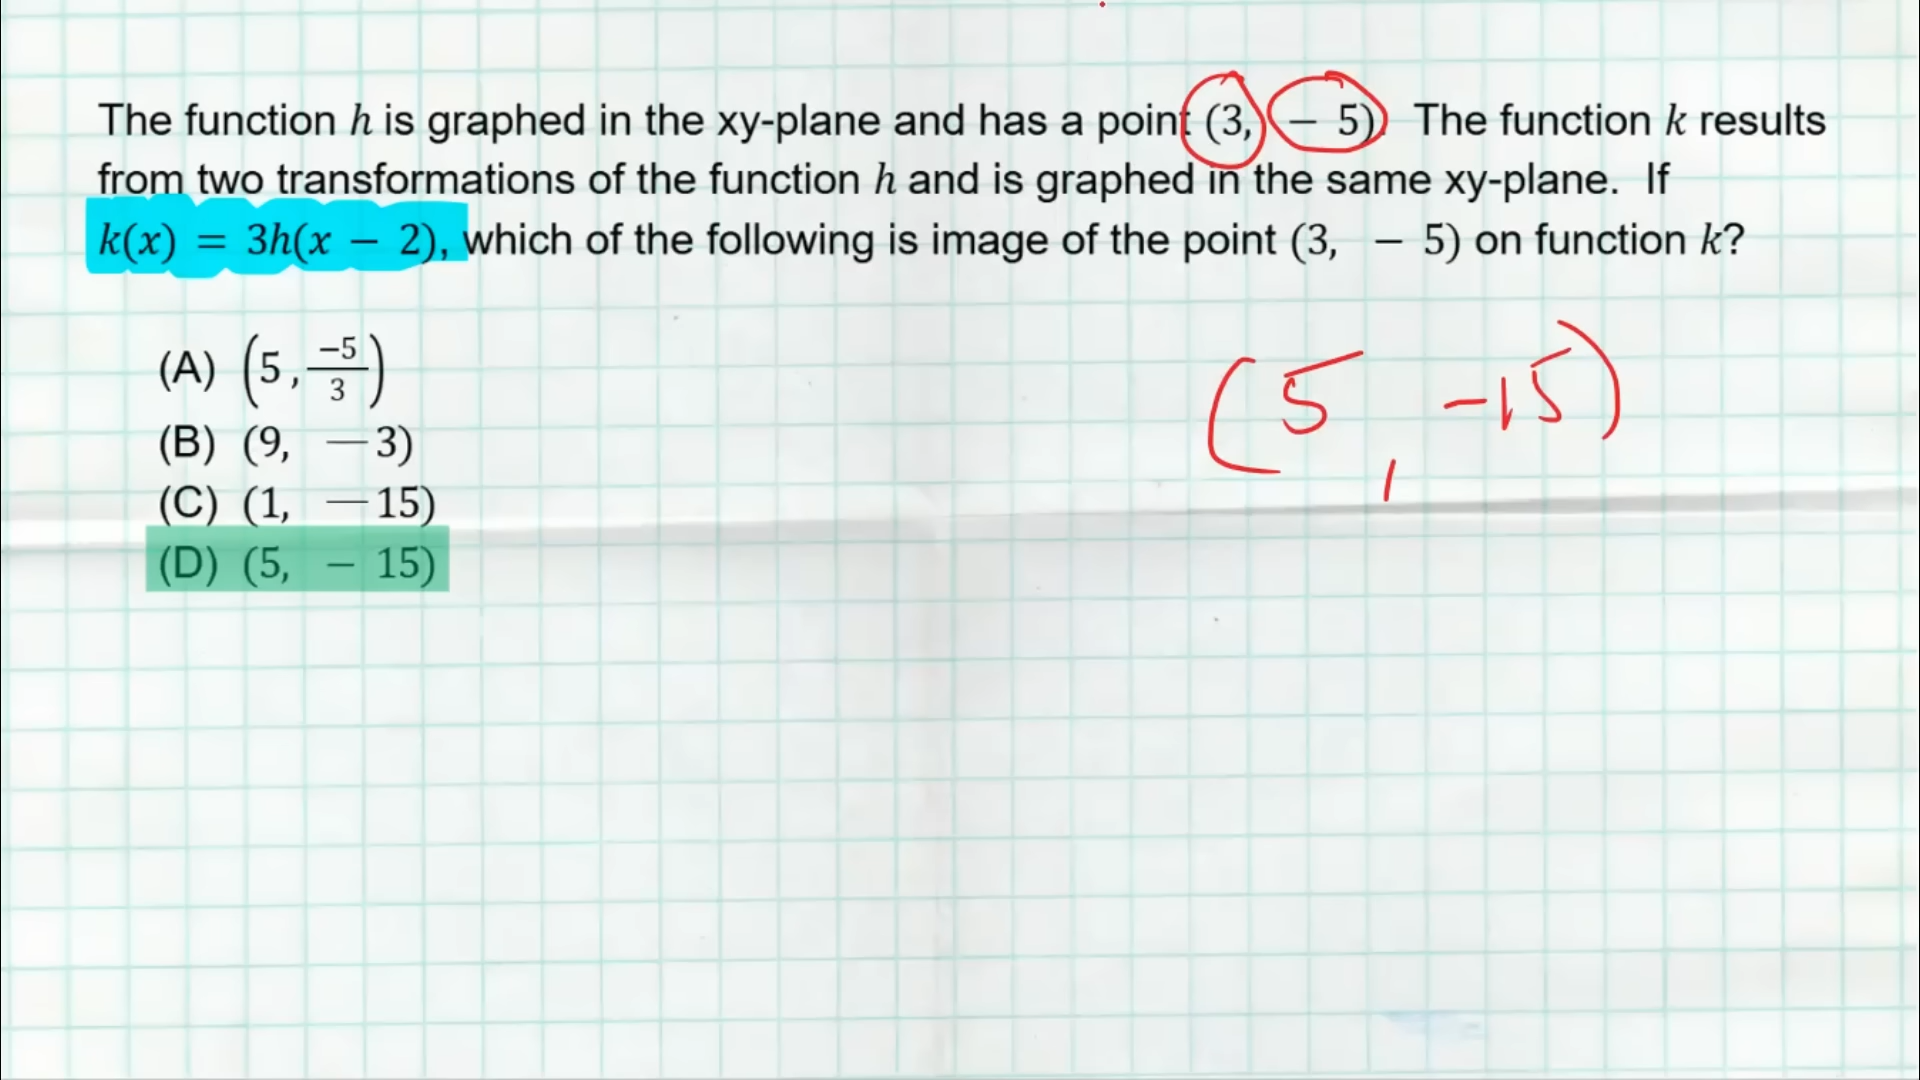 The function h is graphed in the xy-plane and has a point (3, − 5). The function k results
from two transformations of the function h and is graphed in the same xy-plane. If
k(x) = 3h(x − 2), which of the following is image of the point (3, − 5) on function k?
(A) (5, −5/3)
(5, -15)
(B) (9, −3)
(C) (1, −15)
(D) (5, − 15)